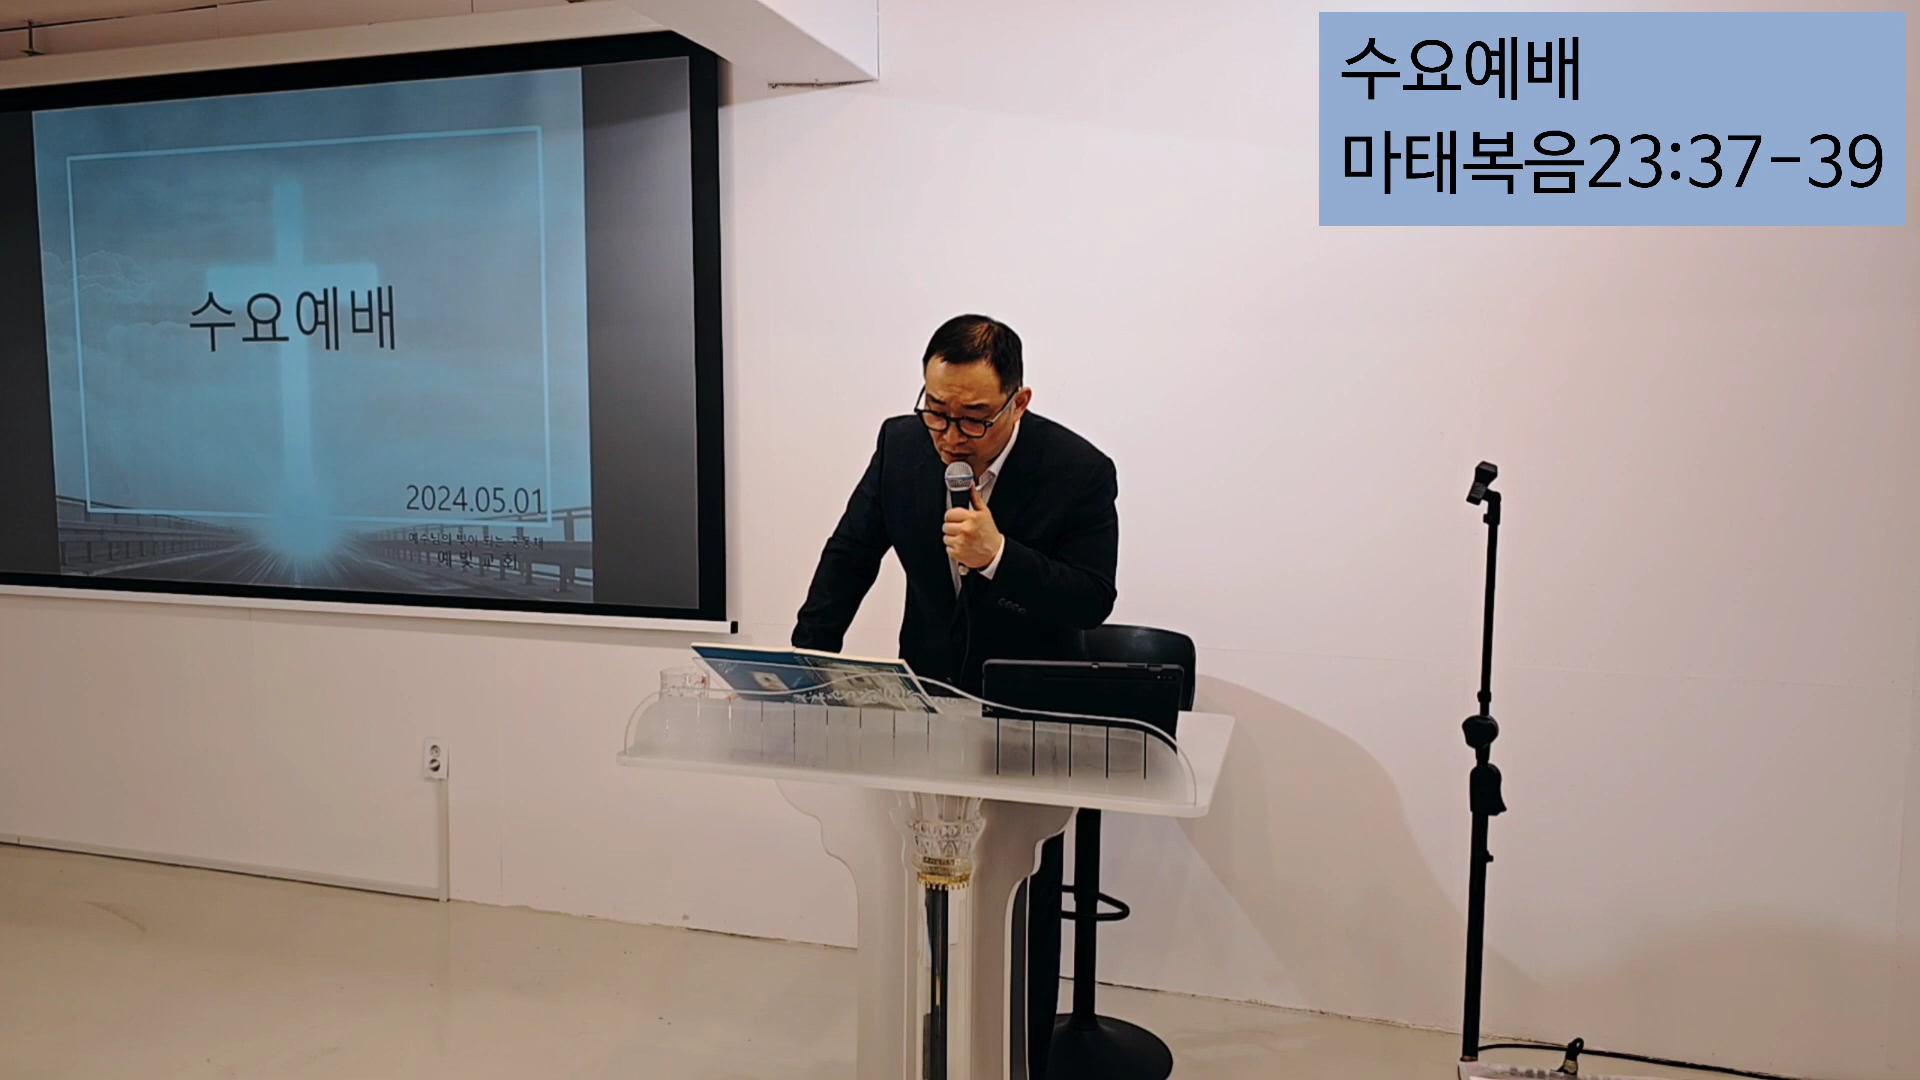 수요예배
마태복음23:37-39
수요예배
2024.05.01
예수님의 빛이 되는 공동체
예빛교회